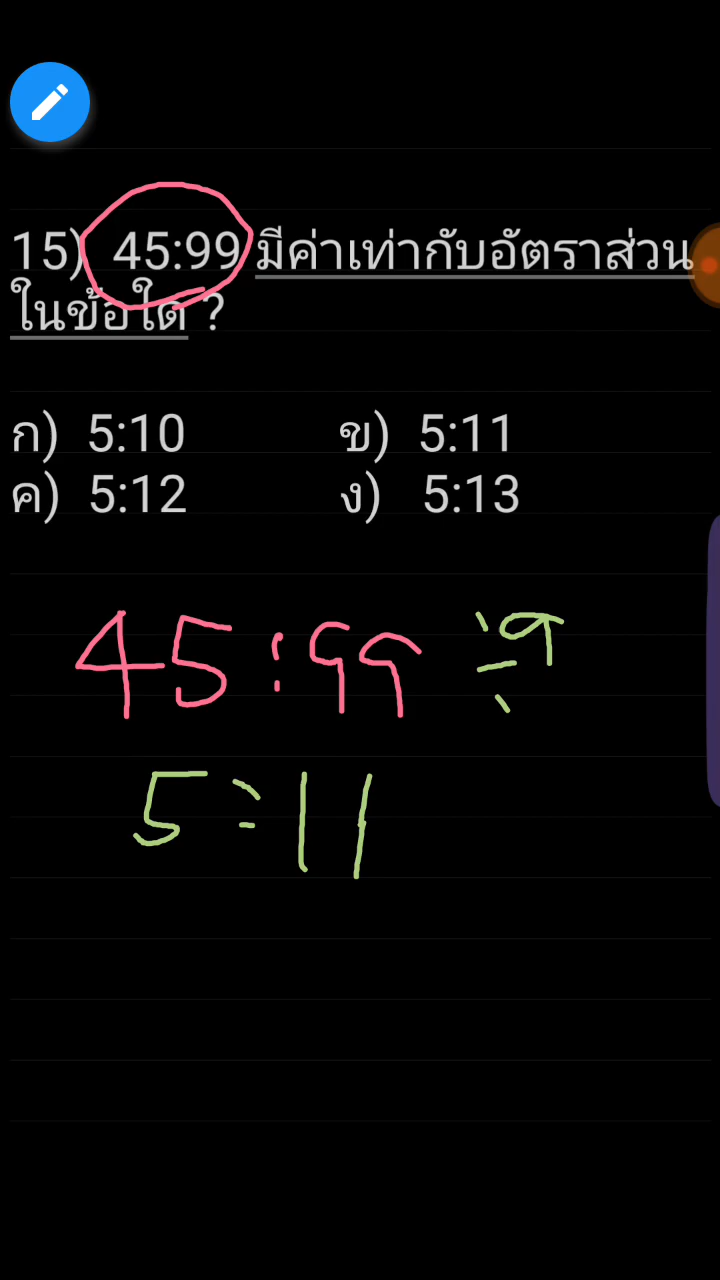 15) 45:99 มีค่าเท่ากับอัตราส่วน
ในข้อใด ?
ก) 5:10 ข) 5:11
ค) 5:12 ง) 5:13
45:99 ÷9
5:11